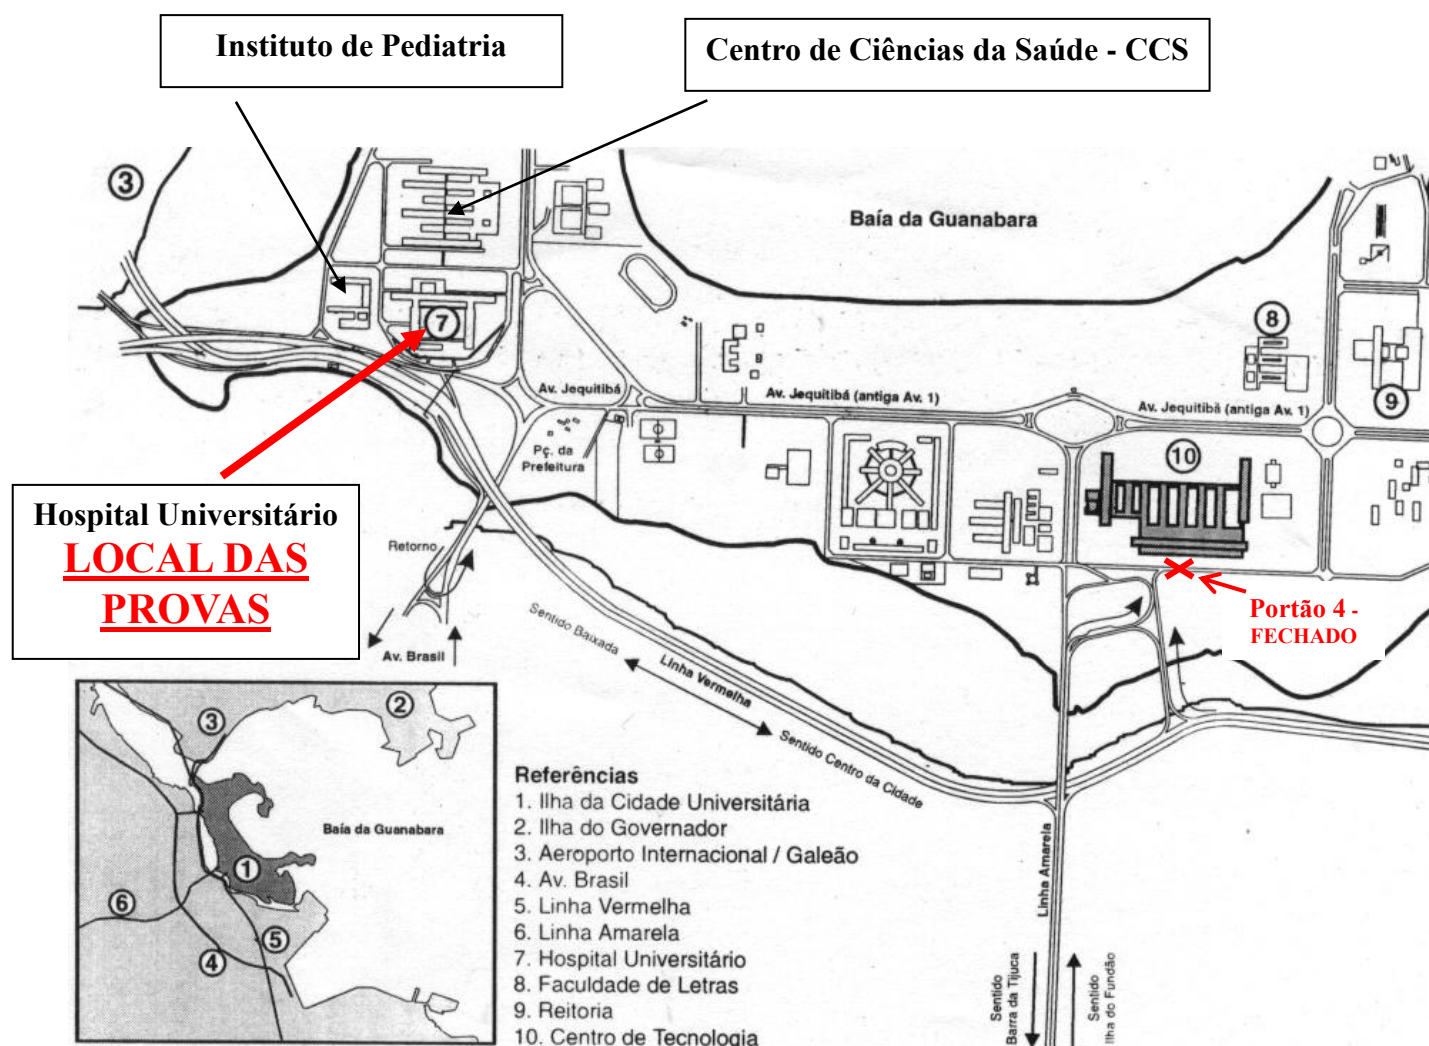 Instituto de Pediatria
Centro de Ciências da Saúde - CCS
3
Baía da Guanabara
7
8
9
Av. Jequitibá
Av. Jequitibá (antiga Av. 1)
Av. Jequitibá (antiga Av. 1)
Pç. da
Prefeitura
10
Hospital Universitário
LOCAL DAS
PROVAS
Retorno
Av. Brasil
Sentido Baixada
Linha Vermelha
Sentido Centro da Cidade
Portão 4 -
FECHADO
3
2
Baía da Guanabara
1
6
5
4
Referências
1. Ilha da Cidade Universitária
2. Ilha do Governador
3. Aeroporto Internacional / Galeão
4. Av. Brasil
5. Linha Vermelha
6. Linha Amarela
7. Hospital Universitário
8. Faculdade de Letras
9. Reitoria
10. Centro de Tecnologia
Linha Amarela
Sentido
Barra da Tijuca
Sentido
Ilha do Fundão